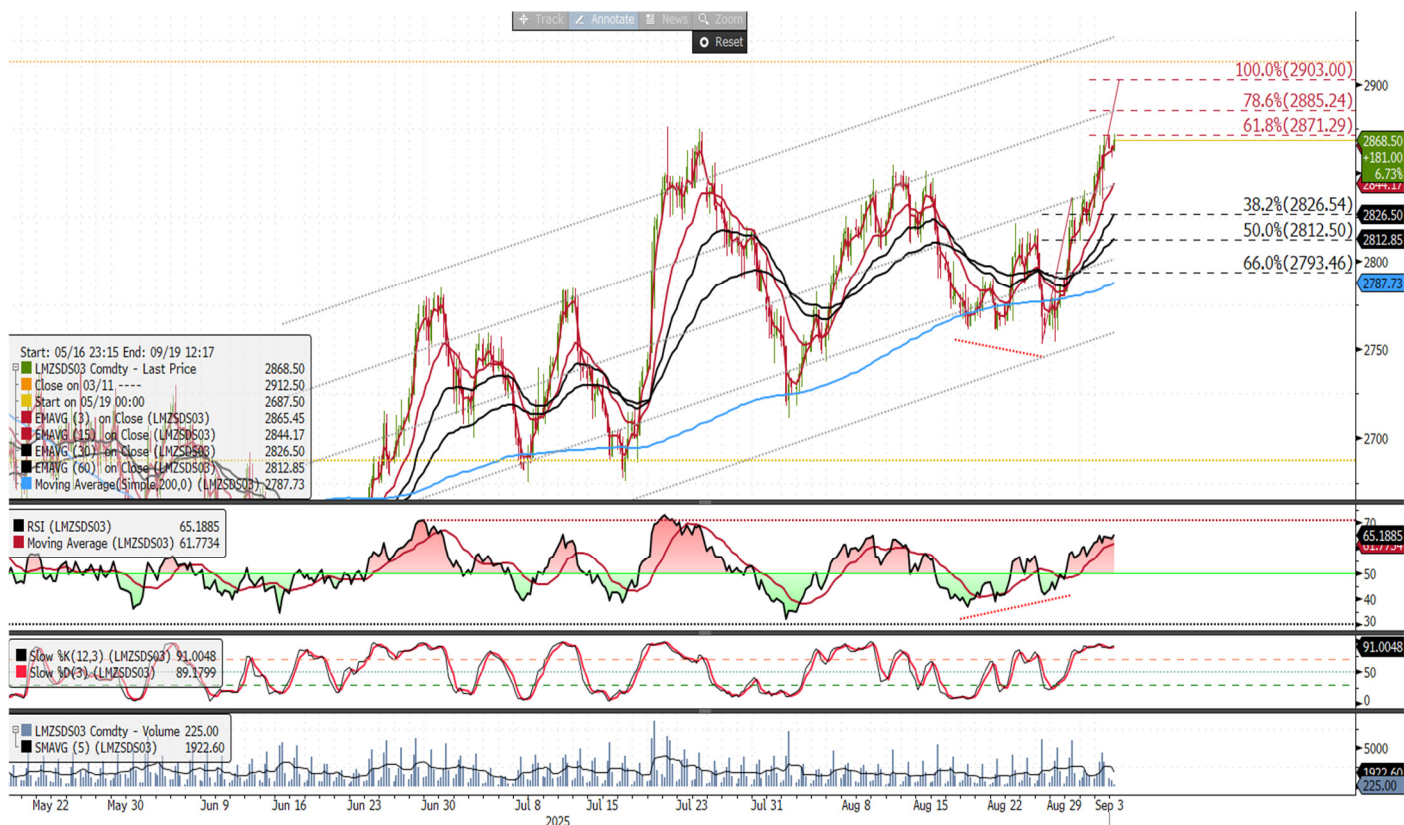 Track Annotate News Zoom
Reset
100.0%(2903.00)
2900
78.6%(2885.24)
61.8%(2871.29)
2868.50
+181.00
6.73%
2844.17
38.2%(2826.54)
2826.50
50.0%(2812.50)
2812.85
2800
66.0%(2793.46)
2787.73
2750
2700
Start: 05/16 23:15 End: 09/19 12:17
LMZSDS03 Comdty - Last Price 2868.50
Close on 03/11 ---- 2912.50
Start on 05/19 00:00 2687.50
EMAVG (3) on Close (LMZSDS03) 2865.45
EMAVG (15) on Close (LMZSDS03) 2844.17
EMAVG (30) on Close (LMZSDS03) 2826.50
EMAVG (60) on Close (LMZSDS03) 2812.85
Moving Average(Simple,200,0) (LMZSDS03) 2787.73
RSI (LMZSDS03) 65.1885
Moving Average (LMZSDS03) 61.7734
70
65.1885
61.7734
50
40
30
Slow %K(12,3) (LMZSDS03) 91.0048
Slow %D(3) (LMZSDS03) 89.1799
91.0048
50
0
LMZSDS03 Comdty - Volume 225.00
SMAVG (5) (LMZSDS03) 1922.60
5000
1922.60
225.00
May 22 May 30 Jun 9 Jun 16 Jun 23 Jun 30 Jul 8 Jul 15 Jul 23 Jul 31 Aug 8 Aug 15 Aug 22 Aug 29 Sep 3
2025